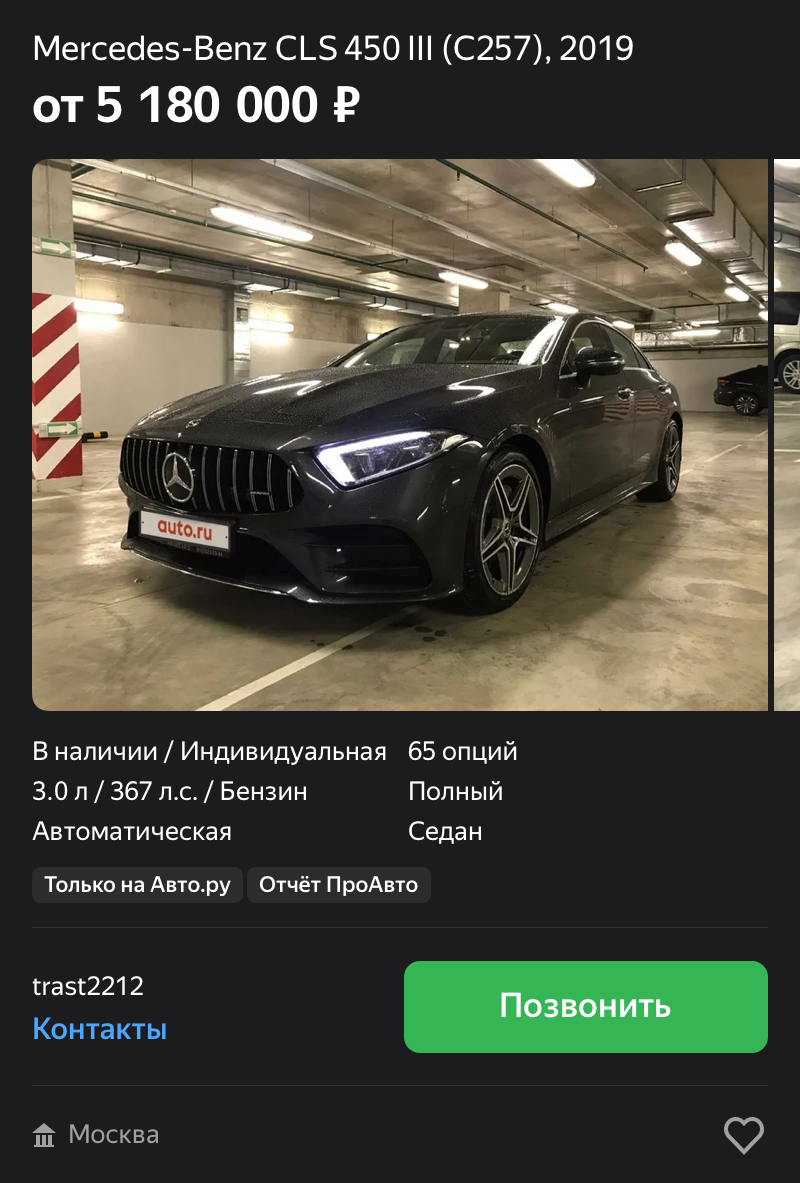 Mercedes-Benz CLS 450 III (C257), 2019
от 5 180 000 ₽
auto.ru
В наличии / Индивидуальная
65 опций
3.0 л / 367 л.с. / Бензин
Полный
Автоматическая
Седан
Только на Авто.ру
Отчёт ПроАвто
trast2212
Контакты
Позвонить
Москва